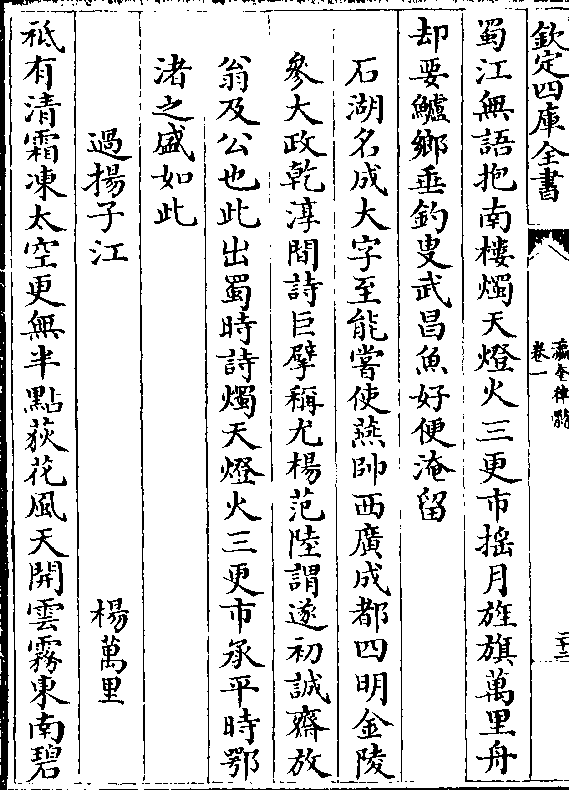 欽定四庫全書
瀛奎律髓
卷一
二十三
蜀江無語抱南樓燭天燈火三更市揺月旌旗萬里舟
却要鱸鄉垂釣叟武昌魚好便淹留
石湖名成大字至能嘗使燕帥西廣成都四明金陵
參大政乾淳間詩巨擘稱尤楊范陸謂遂初誠齋放
翁及公也此出蜀時詩燭天燈火三更市承平時鄂
渚之盛如此
過揚子江
楊萬里
祇有清霜凍太空更無半點荻花風天開雲霧東南碧